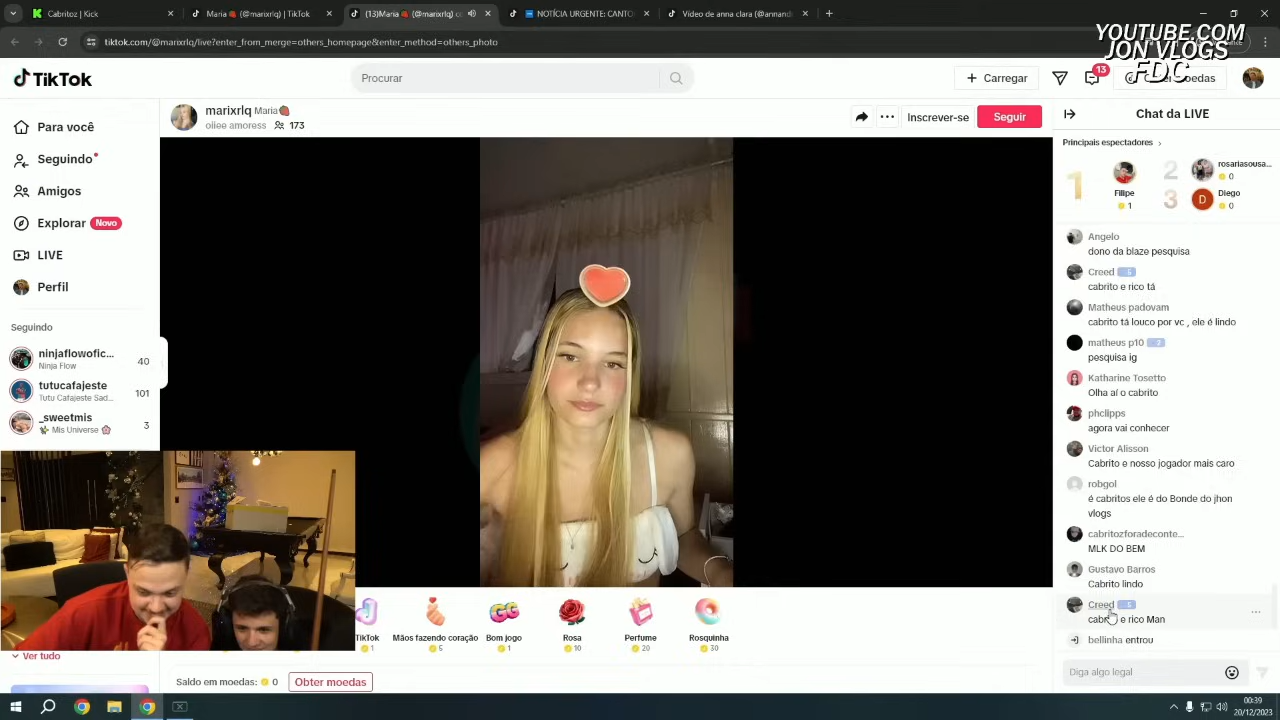 Cabritoz | Kick
Maria (@marixrlq) | TikTok
(13)Maria (@marixrlq)
NOTÍCIA URGENTE: CANTO
Vídeo de anna clara (@annand
tiktok.com/@marixrlq/live?enter_from_merge=others_homepage&enter_method=others_photo
YOUTUBE.COM
JON VLOGS
FDC
TikTok
Procurar
Carregar
13
moedas
Para você
Seguindo
Amigos
Explorar Novo
LIVE
Perfil
Seguindo
ninjaflowofic... 40
Ninja Flow
tutucafajeste 101
Tutu Cafajeste Sad...
_sweetmis 3
Mis Universe
Ver tudo
marixrlq Maria
oiiee amoress 173
Inscrever-se
Seguir
TikTok
1
Mãos fazendo coração
5
Bom jogo
GG
1
Rosa
10
Perfume
20
Rosquinha
30
Saldo em moedas: 0 Obter moedas
Chat da LIVE
Principais espectadores
1
Filipe
1
2
rosariasousa...
0
3
D
Diego
0
Angelo
dono da blaze pesquisa
Creed 5
cabrito e rico tá
Matheus padovam
cabrito tá louco por vc , ele é lindo
matheus p10
pesquisa ig
Katharine Tosetto
Olha aí o cabrito
phclipps
agora vai conhecer
Victor Alisson
Cabrito e nosso jogador mais caro
robgol
é cabritos ele é do Bonde do jhon
vlogs
cabritozforadeconte...
MLK DO BEM
Gustavo Barros
Cabrito lindo
Creed 5
e rico Man
bellinha entrou
Diga algo legal
00:39
20/12/2023